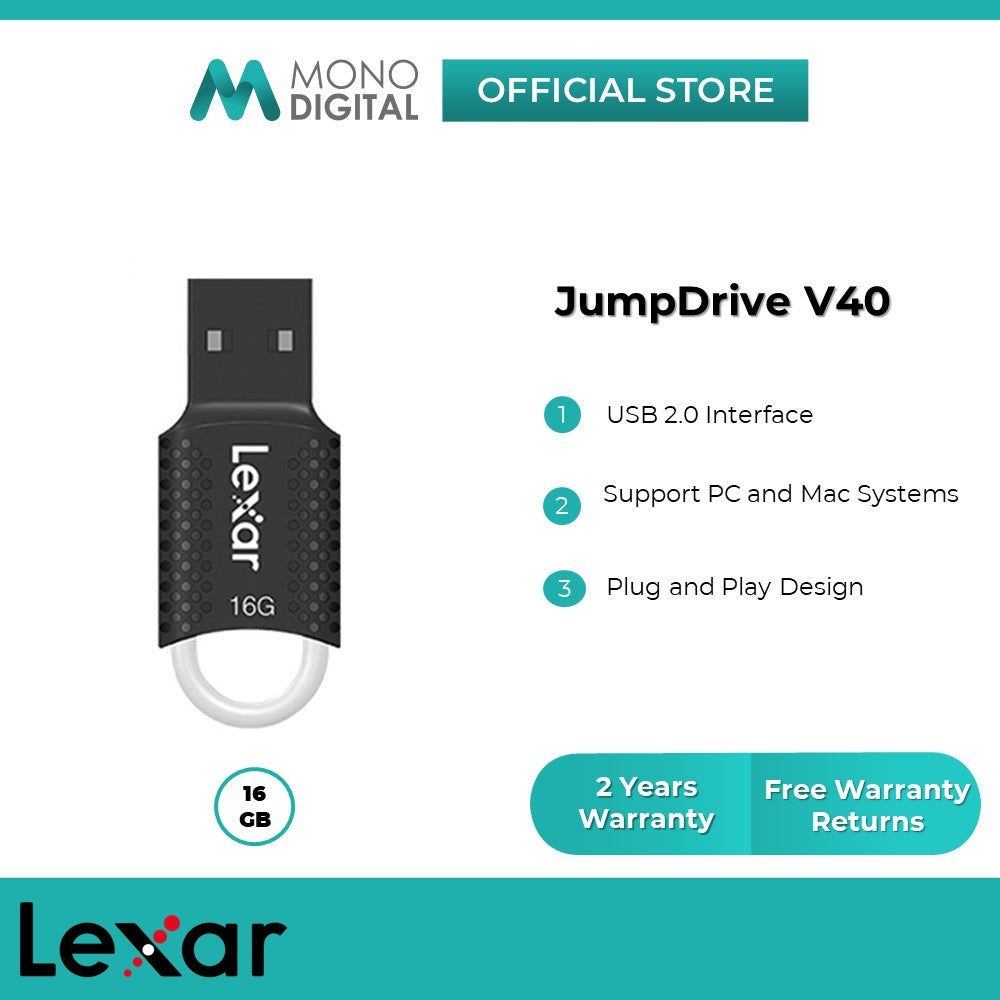 MONO
DIGITAL
OFFICIAL STORE
JumpDrive V40
1 USB 2.0 Interface
2 Support PC and Mac Systems
3 Plug and Play Design
Lexar
16G
16
GB
2 Years
Warranty
Free Warranty
Returns
Lexar